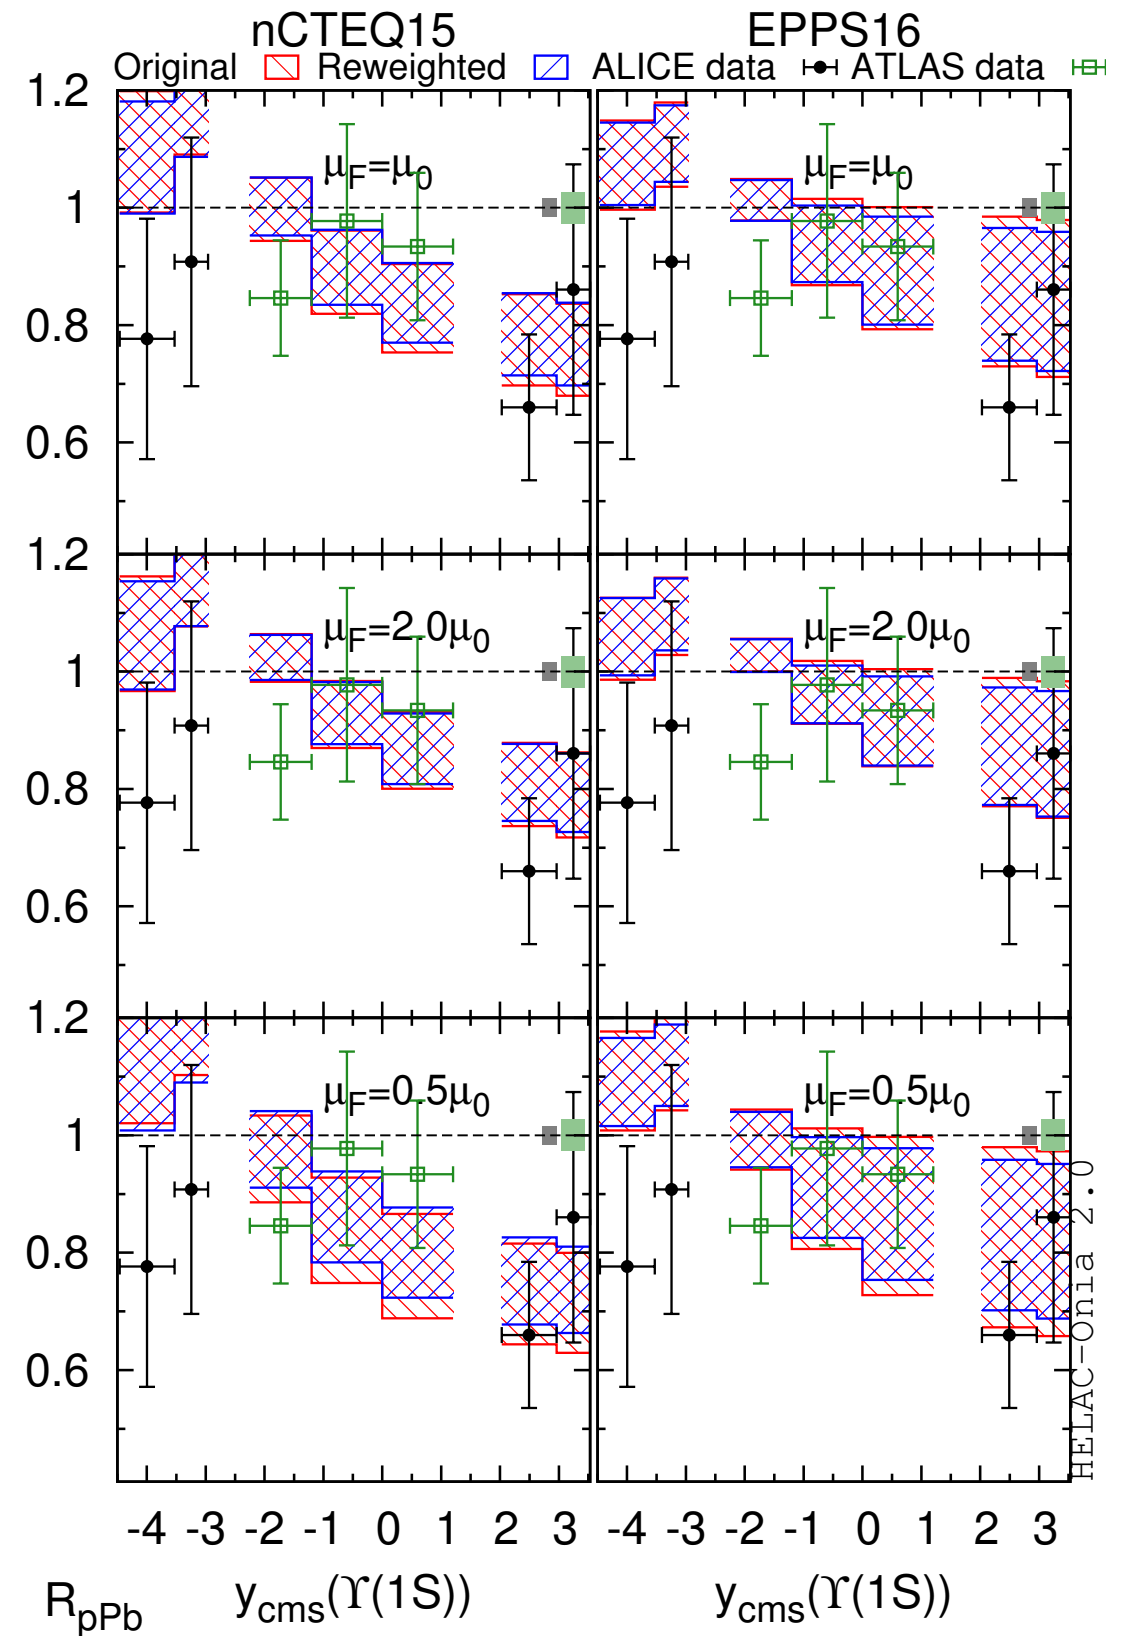 nCTEQ15 EPPS16
Original Reweighted ALICE data ATLAS data
1.2
μF=μ0 μF=μ0
1
0.8
0.6
1.2
μF=2.0μ0 μF=2.0μ0
1
0.8
0.6
1.2
μF=0.5μ0 μF=0.5μ0
1
0.8
0.6
HELAC-Onia 2.0
-4 -3 -2 -1 0 1 2 3 -4 -3 -2 -1 0 1 2 3
RpPb ycms(ϒ(1S)) ycms(ϒ(1S))